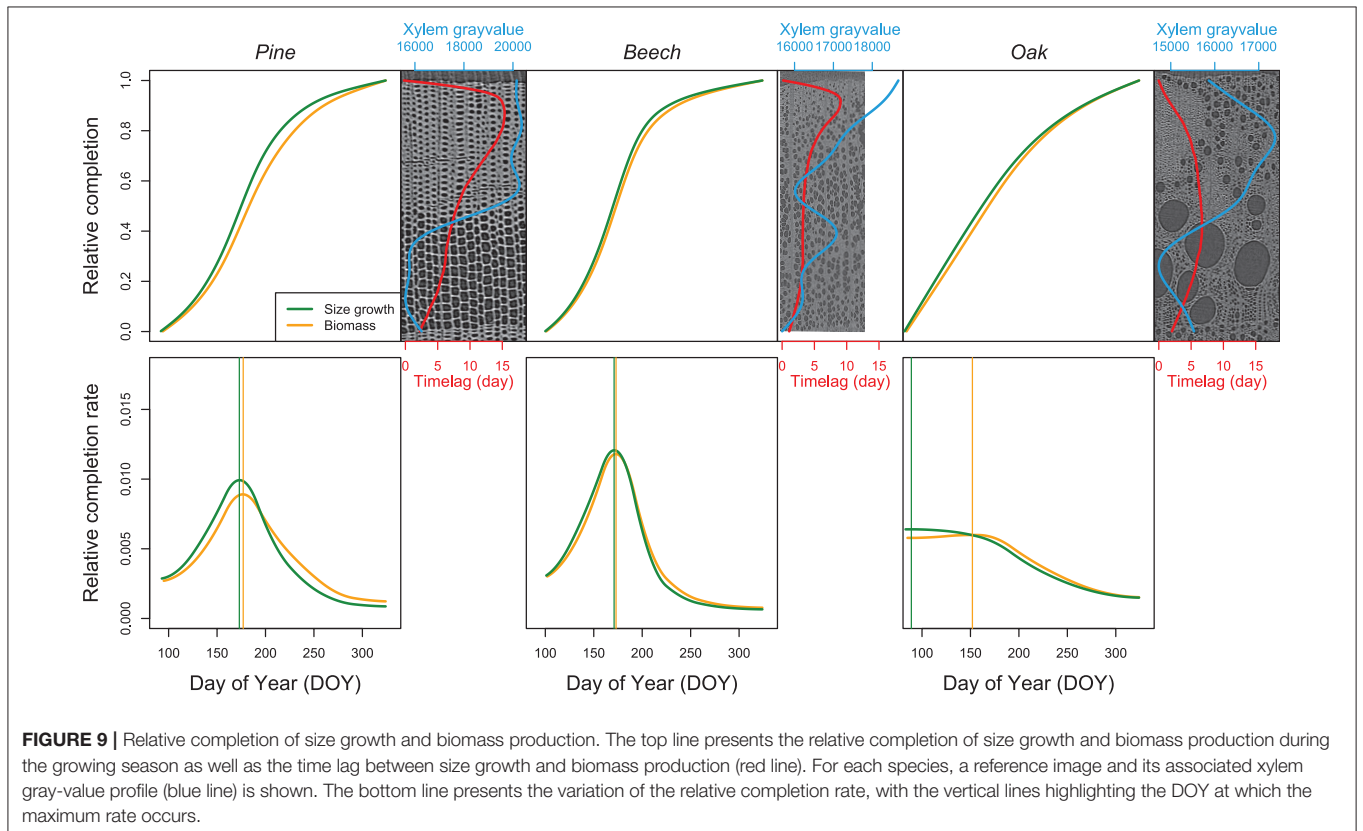 Xylem grayvalue
16000 18000 20000
Xylem grayvalue
16000 17000 18000
Xylem grayvalue
15000 16000 17000
Pine
Beech
Oak
Relative completion
1.0
0.8
0.6
0.4
0.2
0.0
Size growth
Biomass
0 5 10 15
Timelag (day)
0 5 10 15
Timelag (day)
0 5 10 15
Timelag (day)
Relative completion rate
0.015
0.010
0.005
0.000
100 150 200 250 300
Day of Year (DOY)
100 150 200 250 300
Day of Year (DOY)
100 150 200 250 300
Day of Year (DOY)
FIGURE 9 | Relative completion of size growth and biomass production. The top line presents the relative completion of size growth and biomass production during
the growing season as well as the time lag between size growth and biomass production (red line). For each species, a reference image and its associated xylem
gray-value profile (blue line) is shown. The bottom line presents the variation of the relative completion rate, with the vertical lines highlighting the DOY at which the
maximum rate occurs.